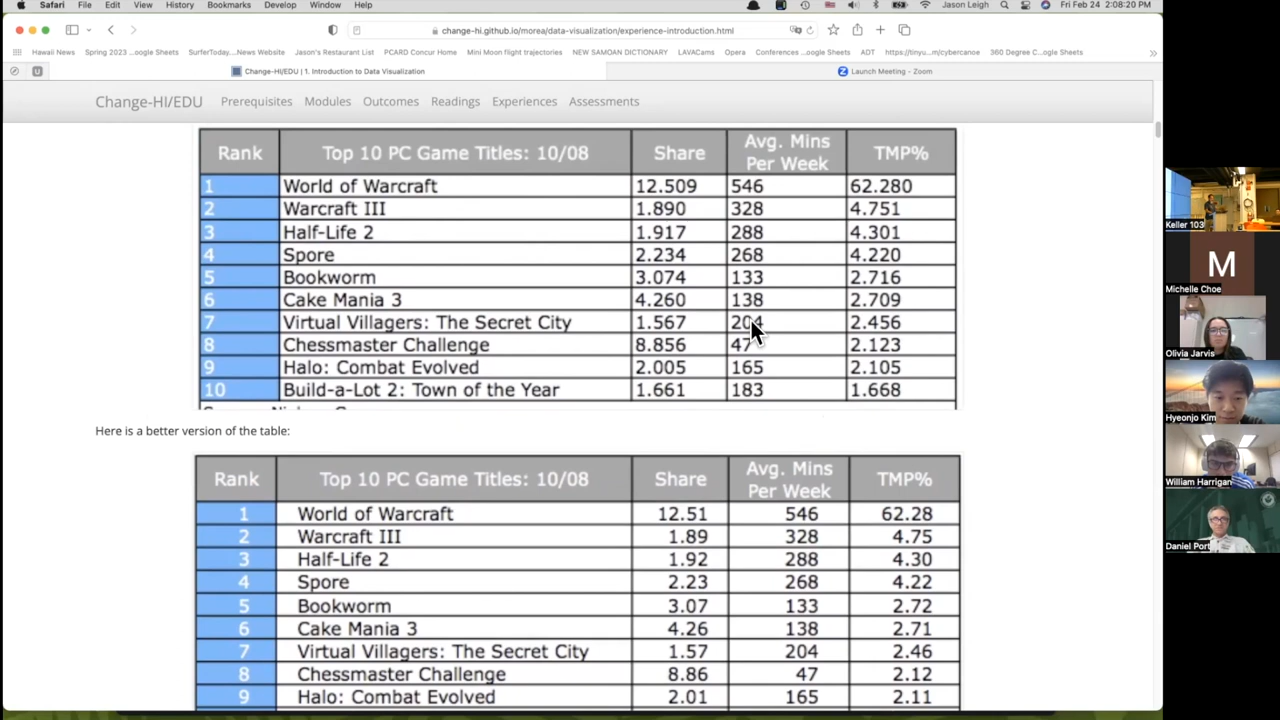 Safari File Edit View History Bookmarks Develop Window Help Jason Leigh Fri Feb 24 2:08:20 PM
change-hi.github.io/morea/data-visualization/experience-introduction.html
Hawaii News Spring 2023 ...oogle Sheets SurferToday....News Website Jason's Restaurant List PCARD Concur Home Mini Moon flight trajectories NEW SAMOAN DICTIONARY LAVACams Opera Conferences ...oogle Sheets ADT https://tinyu...m/cybercanoe 360 Degree C...ogle Sheets
Change-HI/EDU | 1. Introduction to Data Visualization Launch Meeting - Zoom
Change-HI/EDU Prerequisites Modules Outcomes Readings Experiences Assessments
Rank Top 10 PC Game Titles: 10/08 Share Avg. Mins Per Week TMP%
1 World of Warcraft 12.509 546 62.280
2 Warcraft III 1.890 328 4.751
3 Half-Life 2 1.917 288 4.301
4 Spore 2.234 268 4.220
5 Bookworm 3.074 133 2.716
6 Cake Mania 3 4.260 138 2.709
7 Virtual Villagers: The Secret City 1.567 204 2.456
8 Chessmaster Challenge 8.856 47 2.123
9 Halo: Combat Evolved 2.005 165 2.105
10 Build-a-Lot 2: Town of the Year 1.661 183 1.668
Here is a better version of the table:
Rank Top 10 PC Game Titles: 10/08 Share Avg. Mins Per Week TMP%
1 World of Warcraft 12.51 546 62.28
2 Warcraft III 1.89 328 4.75
3 Half-Life 2 1.92 288 4.30
4 Spore 2.23 268 4.22
5 Bookworm 3.07 133 2.72
6 Cake Mania 3 4.26 138 2.71
7 Virtual Villagers: The Secret City 1.57 204 2.46
8 Chessmaster Challenge 8.86 47 2.12
9 Halo: Combat Evolved 2.01 165 2.11
Keller 103
M
Michelle Choe
Olivia Jarvis
Hyeonjo Kim
William Harrigan
Daniel Port